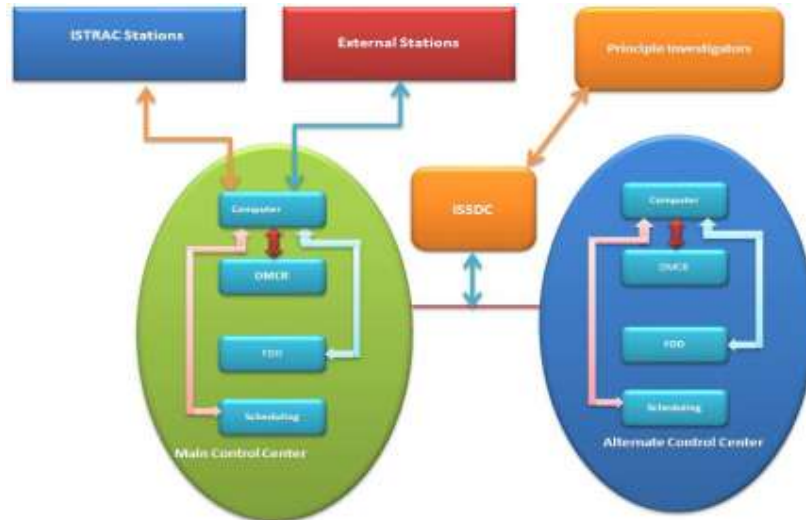 ISTRAC Stations
External Stations
Principle Investigators
ISSDC
Computer
DMCR
FDD
Scheduling
Main Control Center
Computer
DMCR
FDD
Scheduling
Alternate Control Center